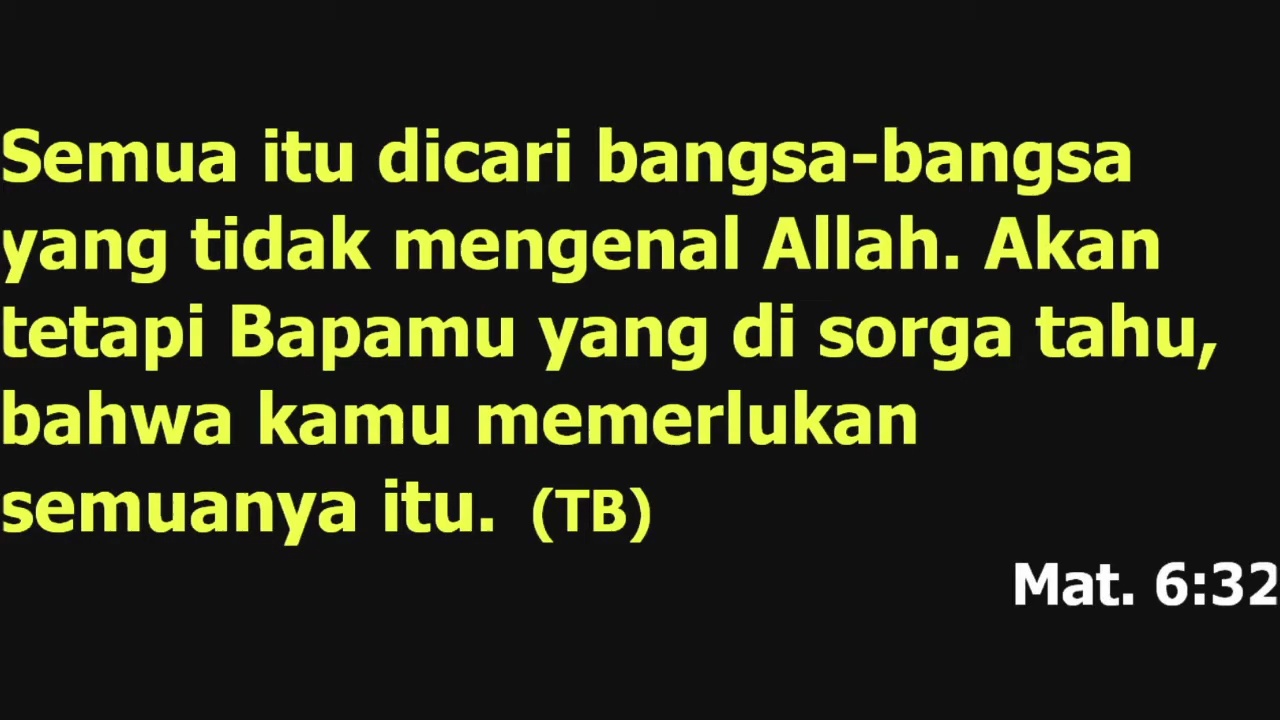 Semua itu dicari bangsa-bangsa
yang tidak mengenal Allah. Akan
tetapi Bapamu yang di sorga tahu,
bahwa kamu memerlukan
semuanya itu. (TB)
Mat. 6:32